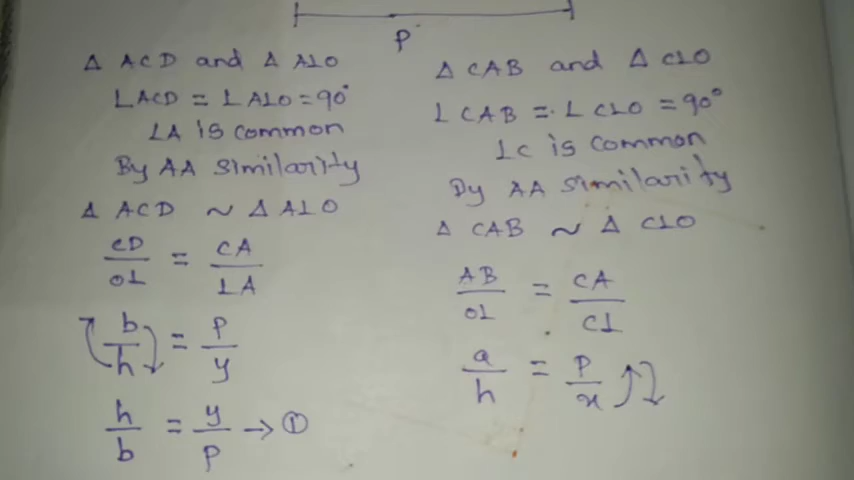 P
Δ ACD and Δ ALO
∠ACD = ∠ALO = 90°
∠A is common
By AA similarity
Δ ACD ~ Δ ALO
CD/OL = CA/LA
b/h = P/y
h/b = y/P → ①
Δ CAB and Δ CLO
∠CAB = ∠CLO = 90°
∠C is common
By AA similarity
Δ CAB ~ Δ CLO
AB/OL = CA/CL
a/h = P/x